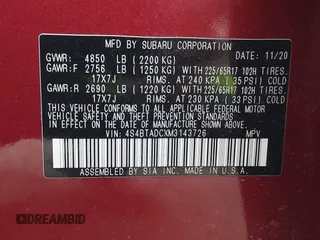 MFD BY SUBARU CORPORATION
GVWR: 4850 LB (2200 KG) DATE: 11/20
GAWR:F 2756 LB (1250 KG) WITH 225/65R17 102H TIRES,
17X7J RIMS, AT 240 KPA (35 PSI) COLD
GAWR:R 2690 LB (1220 KG) WITH 225/65R17 102H TIRES,
17X7J RIMS, AT 230 KPA (33 PSI) COLD
THIS VEHICLE CONFORMS TO ALL APPLICABLE
FEDERAL MOTOR VEHICLE SAFETY, BUMPER,
AND THEFT PREVENTION STANDARDS IN EFFECT ON
THE DATE OF MANUFACTURE SHOWN ABOVE.
VIN: 4S4BTADCXM3143726 MPV
ASSEMBLED BY SIA INC. MADE IN U.S.A.
DREAMBID